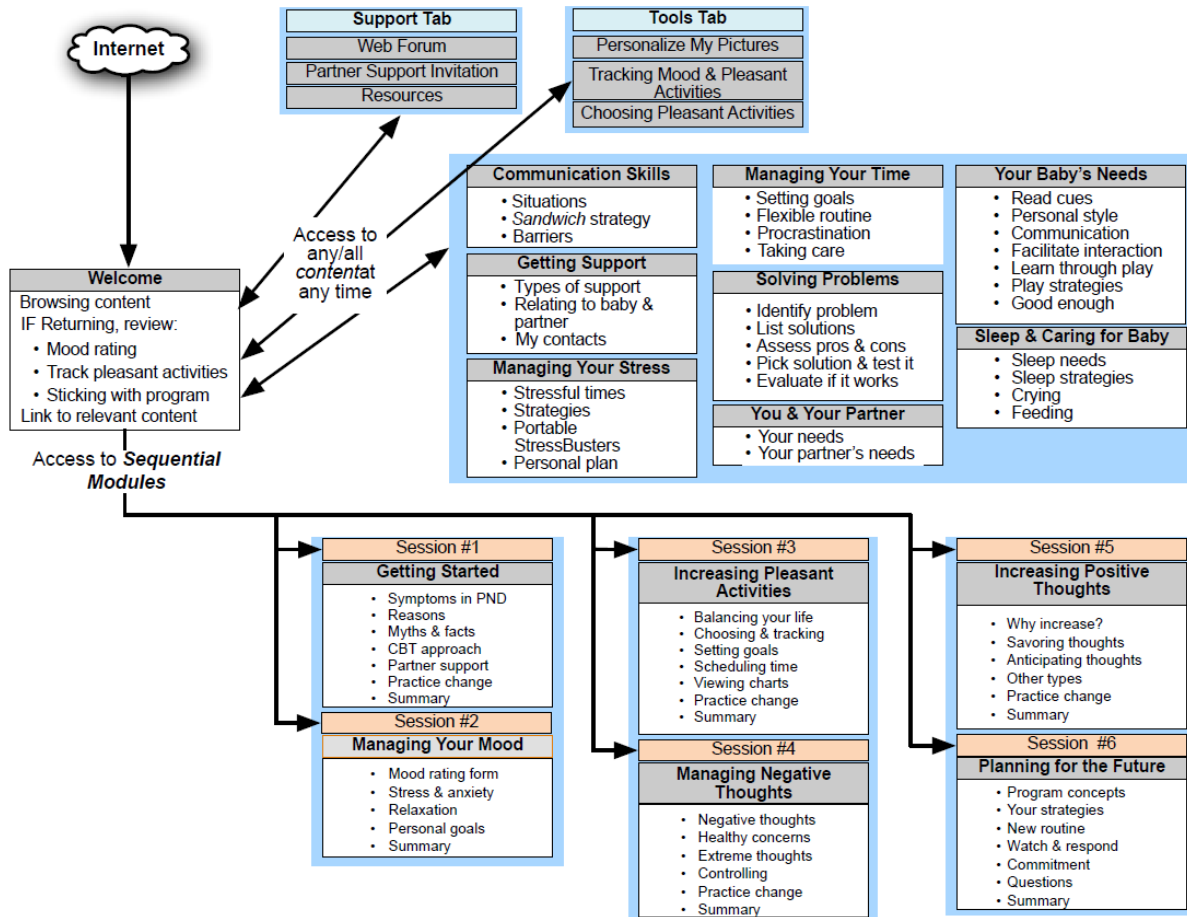 Internet
Support Tab
Web Forum
Partner Support Invitation
Resources
Tools Tab
Personalize My Pictures
Tracking Mood & Pleasant
Activities
Choosing Pleasant Activities
Access to
any/all
contentat
any time
Welcome
Browsing content
IF Returning, review:
• Mood rating
• Track pleasant activities
• Sticking with program
Link to relevant content
Communication Skills
• Situations
• Sandwich strategy
• Barriers
Getting Support
• Types of support
• Relating to baby &
partner
• My contacts
Managing Your Stress
• Stressful times
• Strategies
• Portable
StressBusters
• Personal plan
Managing Your Time
• Setting goals
• Flexible routine
• Procrastination
• Taking care
Solving Problems
• Identify problem
• List solutions
• Assess pros & cons
• Pick solution & test it
• Evaluate if it works
You & Your Partner
• Your needs
• Your partner's needs
Your Baby's Needs
• Read cues
• Personal style
• Communication
• Facilitate interaction
• Learn through play
• Play strategies
• Good enough
Sleep & Caring for Baby
• Sleep needs
• Sleep strategies
• Crying
• Feeding
Access to Sequential
Modules
Session #1
Getting Started
• Symptoms in PND
• Reasons
• Myths & facts
• CBT approach
• Partner support
• Practice change
• Summary
Session #2
Managing Your Mood
• Mood rating form
• Stress & anxiety
• Relaxation
• Personal goals
• Summary
Session #3
Increasing Pleasant
Activities
• Balancing your life
• Choosing & tracking
• Setting goals
• Scheduling time
• Viewing charts
• Practice change
• Summary
Session #4
Managing Negative
Thoughts
• Negative thoughts
• Healthy concerns
• Extreme thoughts
• Controlling
• Practice change
• Summary
Session #5
Increasing Positive
Thoughts
• Why increase?
• Savoring thoughts
• Anticipating thoughts
• Other types
• Practice change
• Summary
Session #6
Planning for the Future
• Program concepts
• Your strategies
• New routine
• Watch & respond
• Commitment
• Questions
• Summary